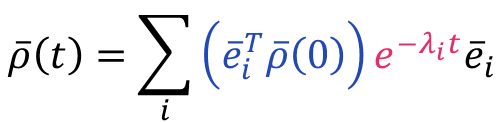 ρ̄(t) = ∑_i (ē_i^T ρ̄(0)) e^{−λ_i t} ē_i